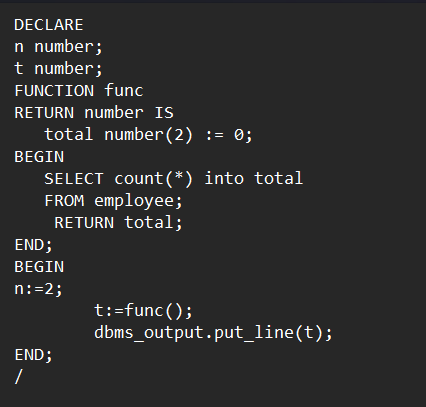 DECLARE
n number;
t number;
FUNCTION func
RETURN number IS
   total number(2) := 0;
BEGIN
   SELECT count(*) into total
   FROM employee;
    RETURN total;
END;
BEGIN
n:=2;
        t:=func();
        dbms_output.put_line(t);
END;
/